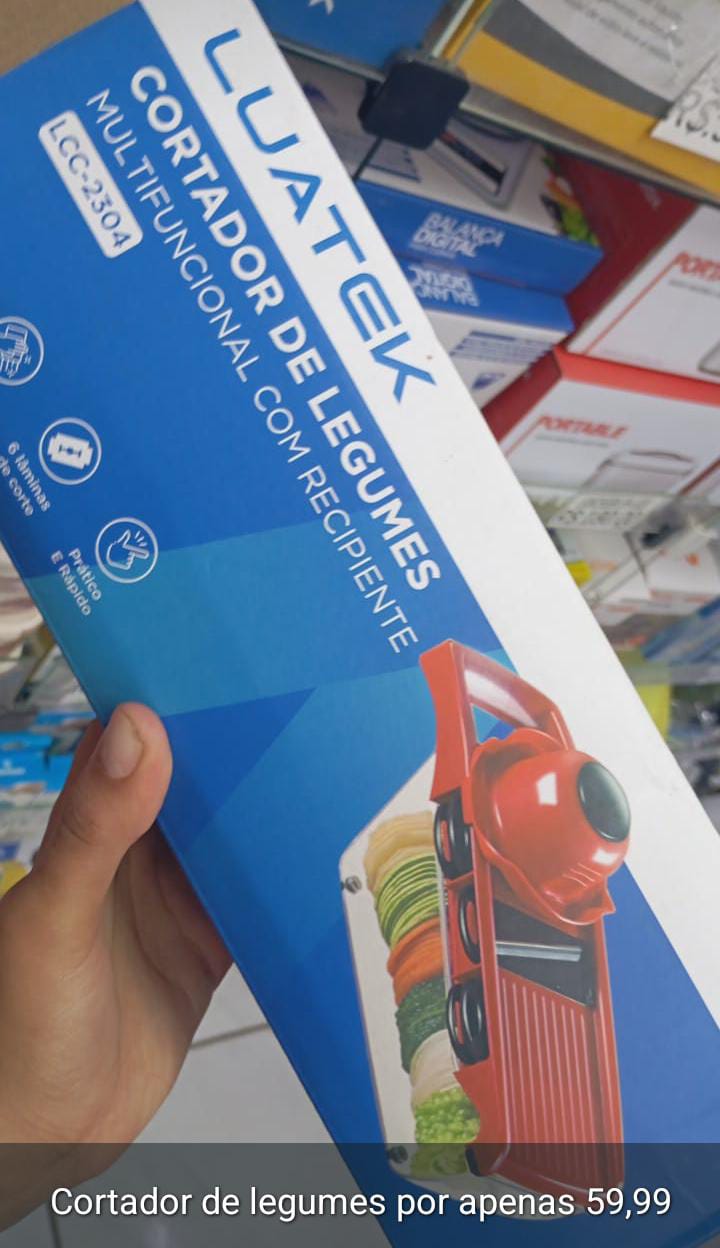 LUATEK
CORTADOR DE LEGUMES
MULTIFUNCIONAL COM RECIPIENTE
LCC-2304
6 lâminas
de corte
Prático
E Rápido
BALANÇA
DIGITAL
PORTABLE
Cortador de legumes por apenas 59,99